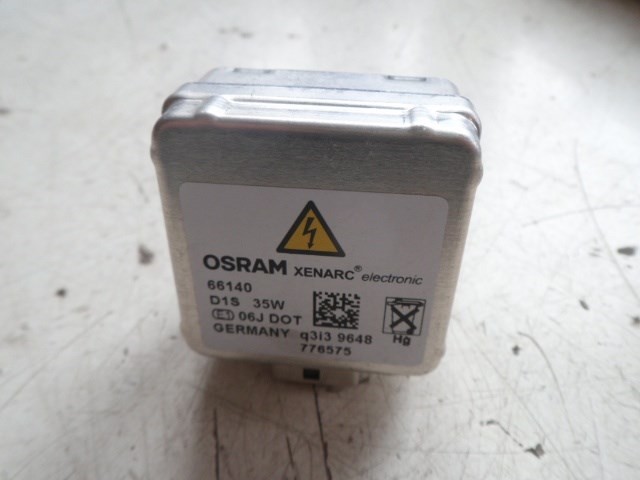 OSRAM XENARC® electronic
66140
D1S 35W
E1 06J DOT
GERMANY q3i3 9648
776575
Hg